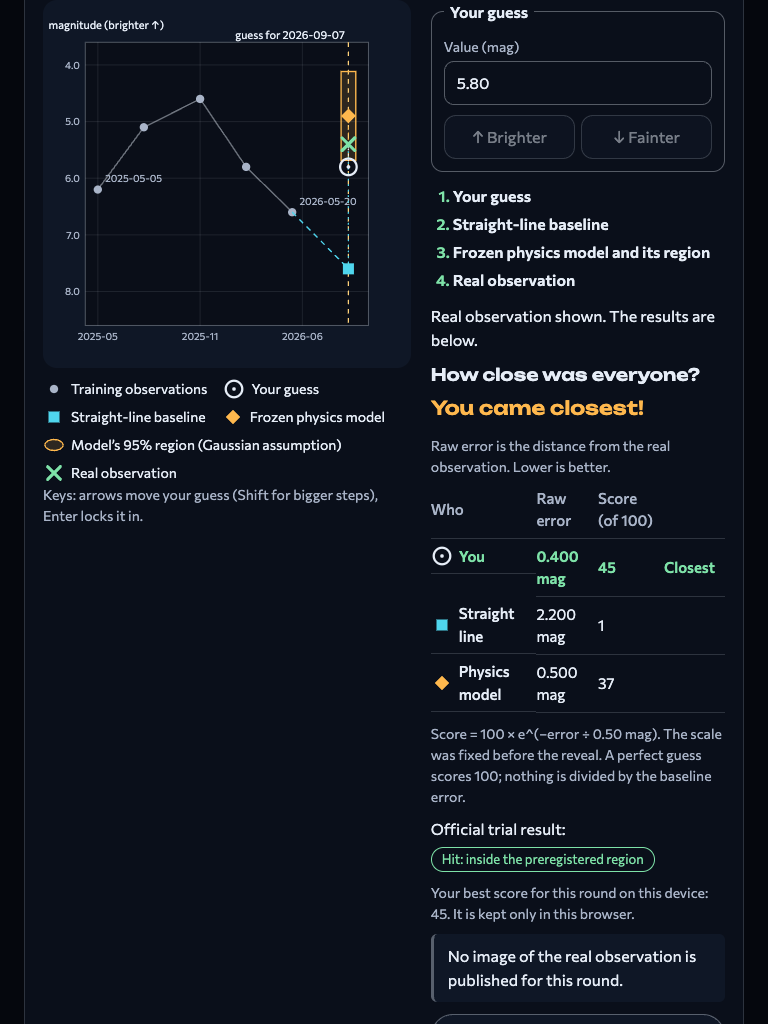 magnitude (brighter ↑)
guess for 2026-09-07
4.0
5.0
6.0
7.0
8.0
2025-05-05
2026-05-20
2025-05
2025-11
2026-06
Training observations
Your guess
Straight-line baseline
Frozen physics model
Model’s 95% region (Gaussian assumption)
Real observation
Keys: arrows move your guess (Shift for bigger steps),
Enter locks it in.
Your guess
Value (mag)
5.80
↑ Brighter
↓ Fainter
1. Your guess
2. Straight-line baseline
3. Frozen physics model and its region
4. Real observation
Real observation shown. The results are
below.
How close was everyone?
You came closest!
Raw error is the distance from the real
observation. Lower is better.
Who
Raw
error
Score
(of 100)
You
0.400
mag
45
Closest
Straight
line
2.200
mag
1
Physics
model
0.500
mag
37
Score = 100 × e^(−error ÷ 0.50 mag). The scale
was fixed before the reveal. A perfect guess
scores 100; nothing is divided by the baseline
error.
Official trial result:
Hit: inside the preregistered region
Your best score for this round on this device:
45. It is kept only in this browser.
No image of the real observation is
published for this round.